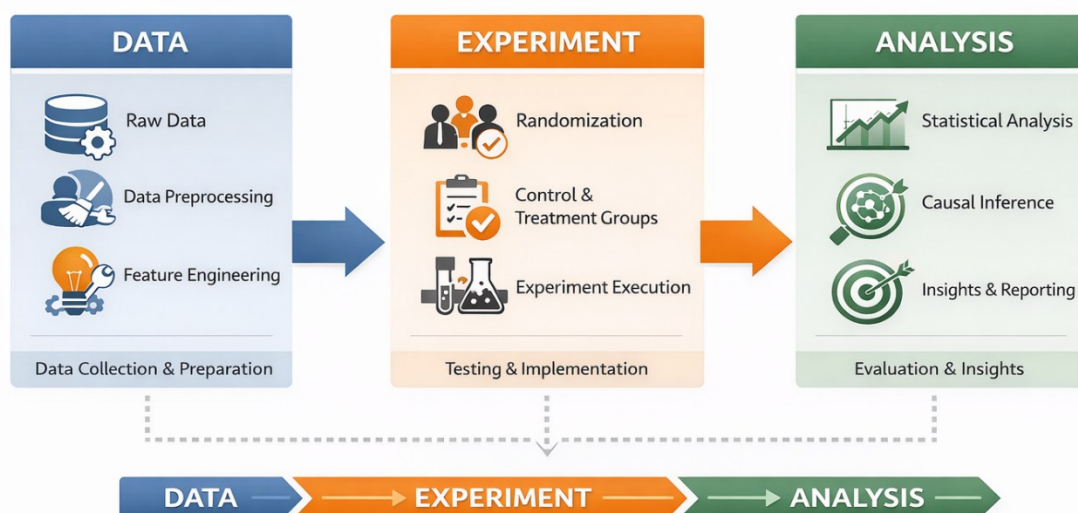 DATA
Raw Data
Data Preprocessing
Feature Engineering
Data Collection & Preparation
EXPERIMENT
Randomization
Control &
Treatment Groups
Experiment Execution
Testing & Implementation
ANALYSIS
Statistical Analysis
Causal Inference
Insights & Reporting
Evaluation & Insights
DATA
EXPERIMENT
ANALYSIS